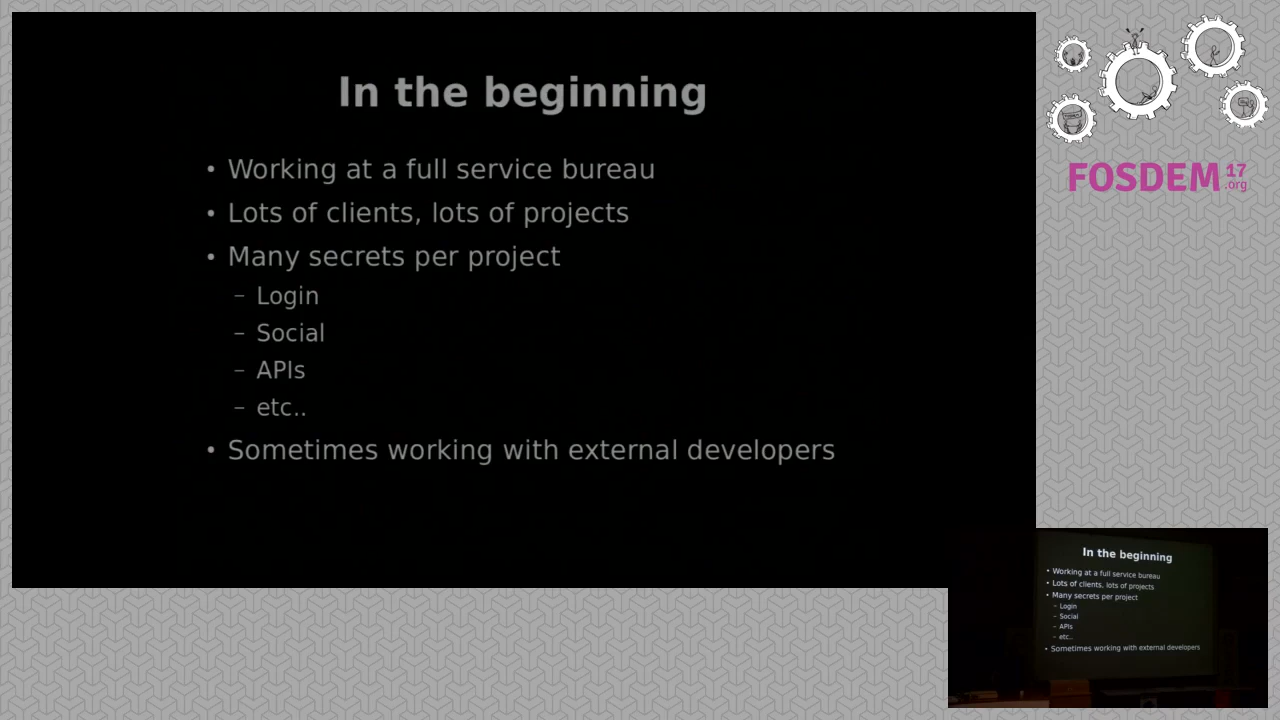 In the beginning
• Working at a full service bureau
• Lots of clients, lots of projects
• Many secrets per project
– Login
– Social
– APIs
– etc..
• Sometimes working with external developers
FOSDEM 17
.org
In the beginning
• Working at a full service bureau
• Lots of clients, lots of projects
• Many secrets per project
– Login
– Social
– APIs
– etc..
• Sometimes working with external developers